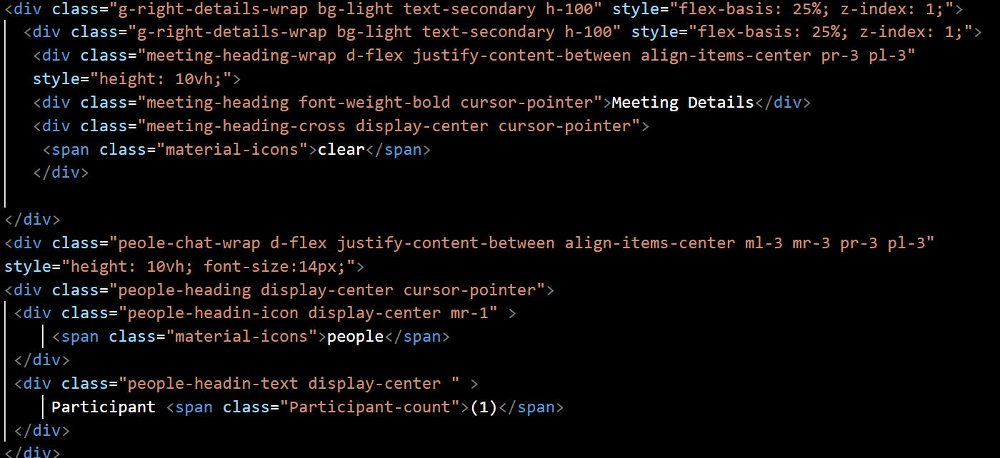 <div class="g-right-details-wrap bg-light text-secondary h-100" style="flex-basis: 25%; z-index: 1;">
<div class="g-right-details-wrap bg-light text-secondary h-100" style="flex-basis: 25%; z-index: 1;">
<div class="meeting-heading-wrap d-flex justify-content-between align-items-center pr-3 pl-3"
style="height: 10vh;">
<div class="meeting-heading font-weight-bold cursor-pointer">Meeting Details</div>
<div class="meeting-heading-cross display-center cursor-pointer">
<span class="material-icons">clear</span>
</div>
</div>
<div class="peole-chat-wrap d-flex justify-content-between align-items-center ml-3 mr-3 pr-3 pl-3"
style="height: 10vh; font-size:14px;">
<div class="people-heading display-center cursor-pointer">
<div class="people-headin-icon display-center mr-1" >
<span class="material-icons">people</span>
</div>
<div class="people-headin-text display-center " >
Participant <span class="Participant-count">(1)</span>
</div>
</div>